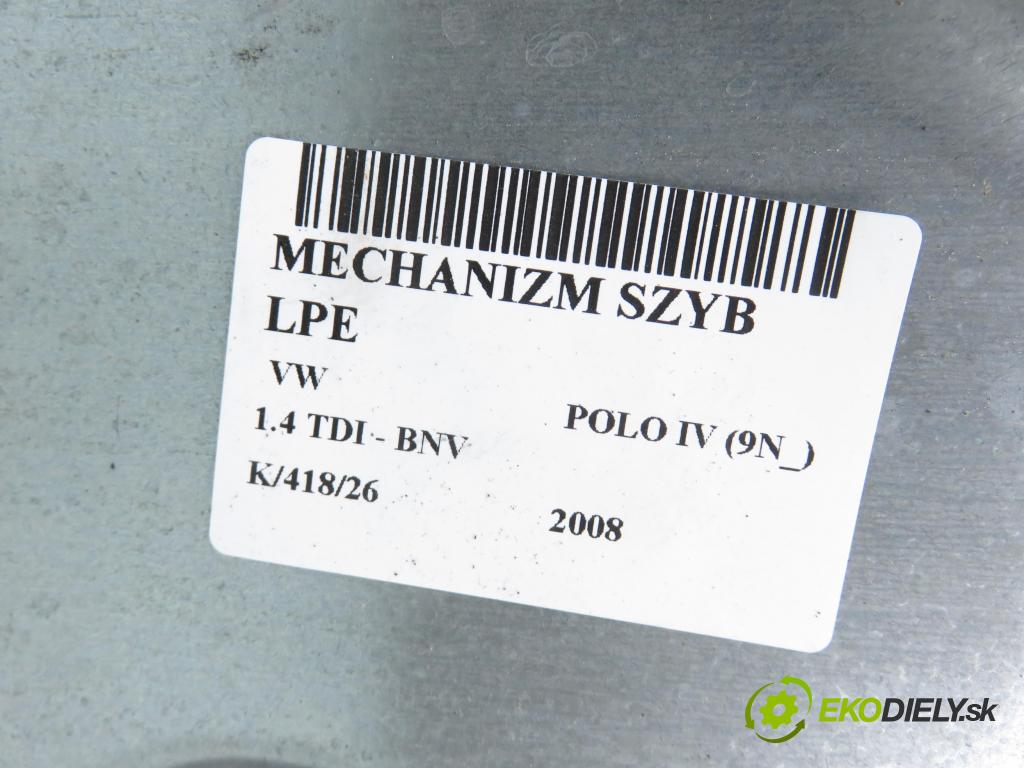 MECHANIZM SZYB
LPE
VW
POLO IV (9N_)
1.4 TDI - BNV
K/418/26
2008
EKODIELY.sk